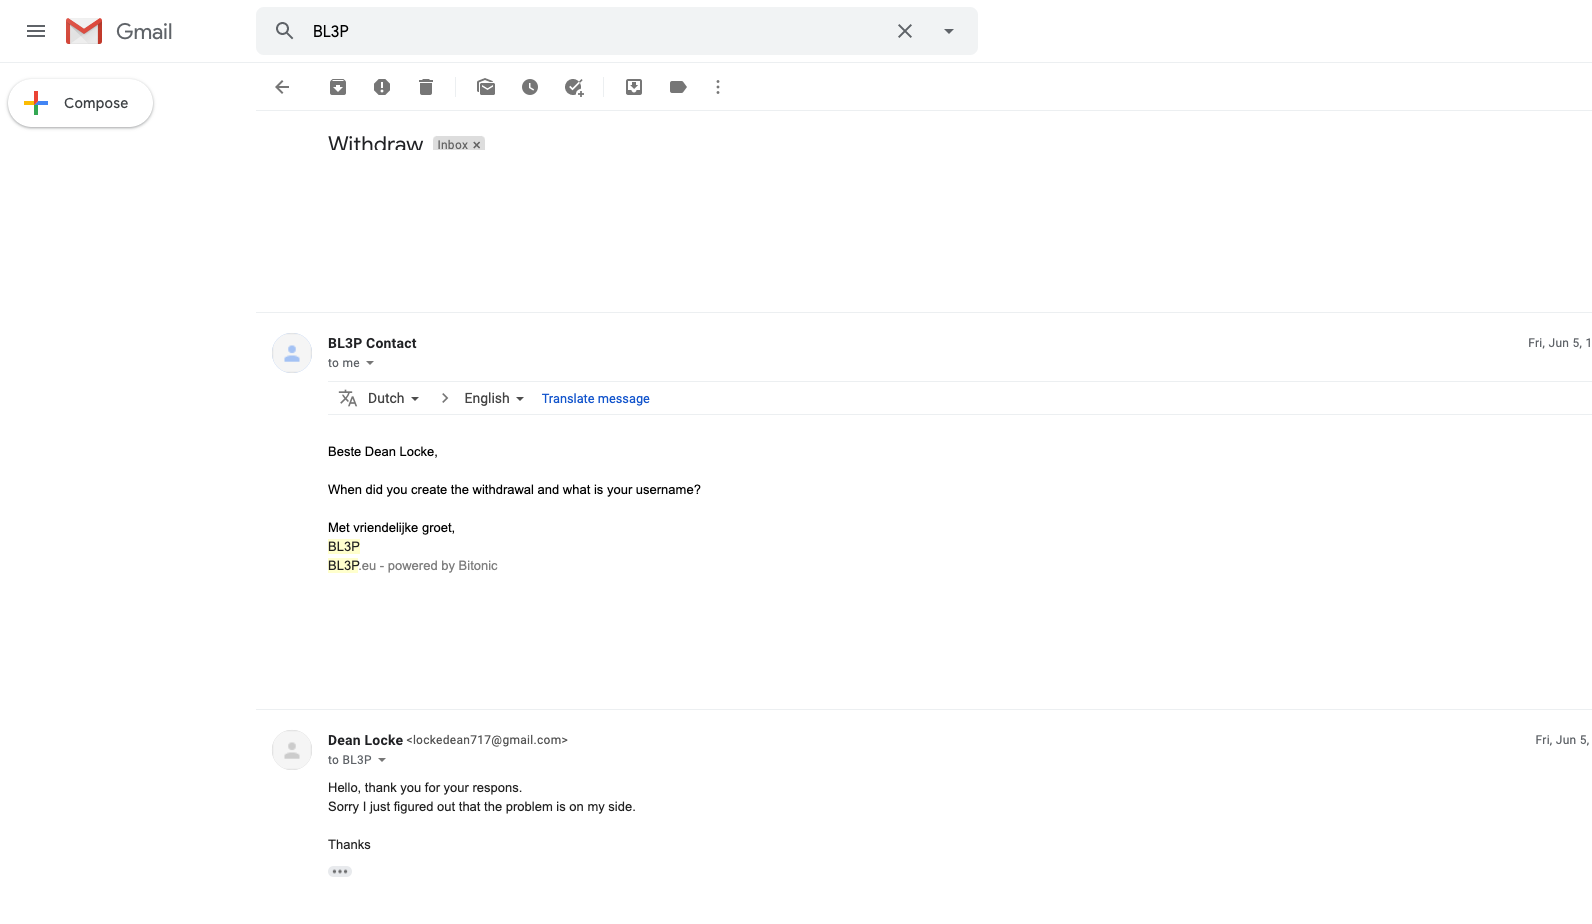 Gmail
BL3P
Compose
Withdraw Inbox ×
BL3P Contact
Fri, Jun 5, 1
to me
Dutch > English Translate message
Beste Dean Locke,
When did you create the withdrawal and what is your username?
Met vriendelijke groet,
BL3P
BL3P.eu - powered by Bitonic
Dean Locke <lockedean717@gmail.com>
Fri, Jun 5,
to BL3P
Hello, thank you for your respons.
Sorry I just figured out that the problem is on my side.
Thanks